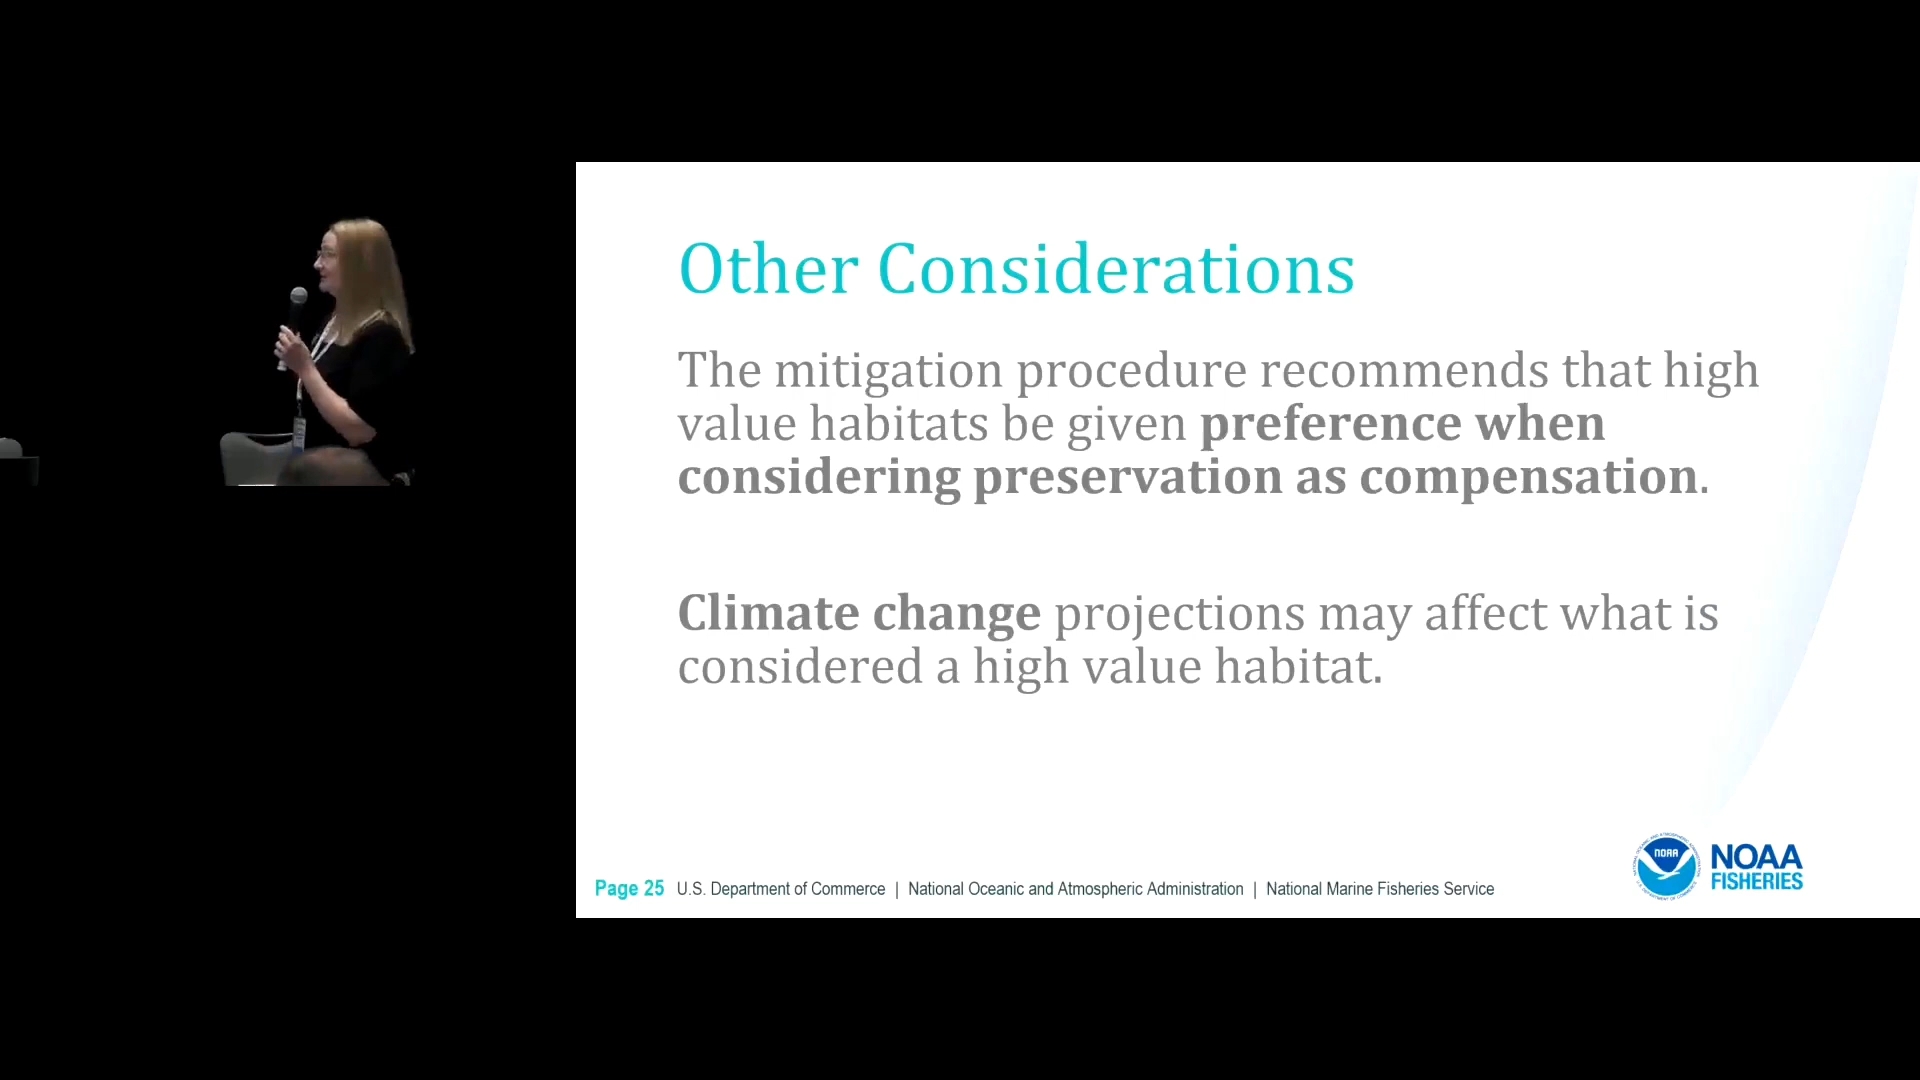 Other Considerations
The mitigation procedure recommends that high
value habitats be given preference when
considering preservation as compensation.
Climate change projections may affect what is
considered a high value habitat.
NOAA
NOAA
FISHERIES
Page 25 U.S. Department of Commerce | National Oceanic and Atmospheric Administration | National Marine Fisheries Service